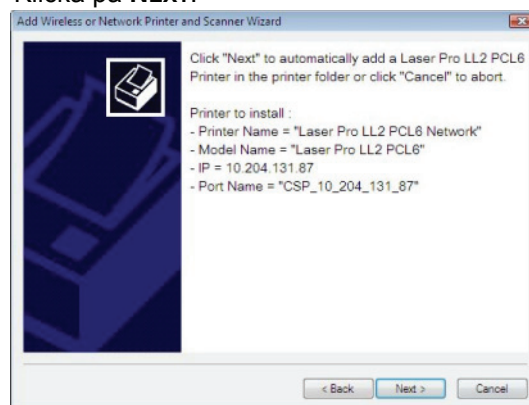 Klicka på NEXT.
Add Wireless or Network Printer and Scanner Wizard
Click "Next" to automatically add a Laser Pro LL2 PCL6
Printer in the printer folder or click "Cancel" to abort.
Printer to install :
- Printer Name = "Laser Pro LL2 PCL6 Network"
- Model Name = "Laser Pro LL2 PCL6"
- IP = 10.204.131.87
- Port Name = "CSP_10_204_131_87"
< Back Next > Cancel